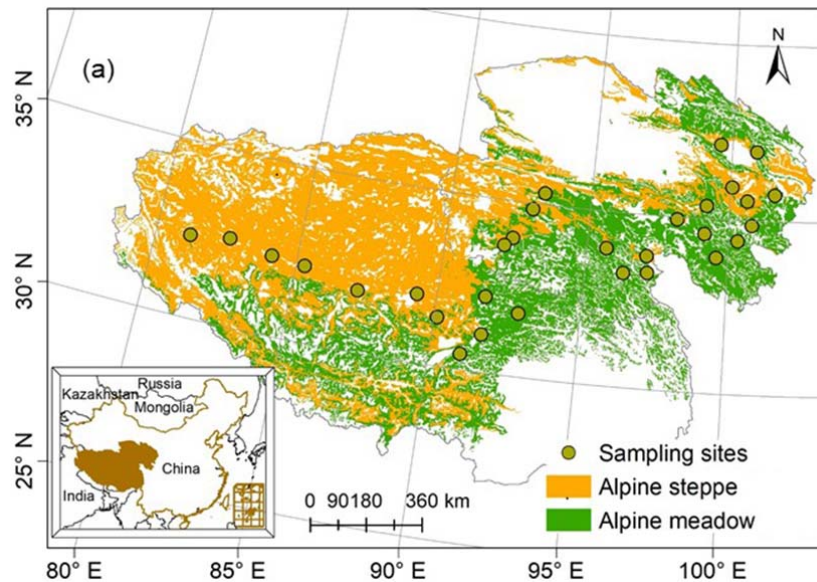 (a)
N
35° N
30° N
25° N
80° E
85° E
90° E
95° E
100° E
Kazakhstan
Russia
Mongolia
China
India
0 90180 360 km
Sampling sites
Alpine steppe
Alpine meadow